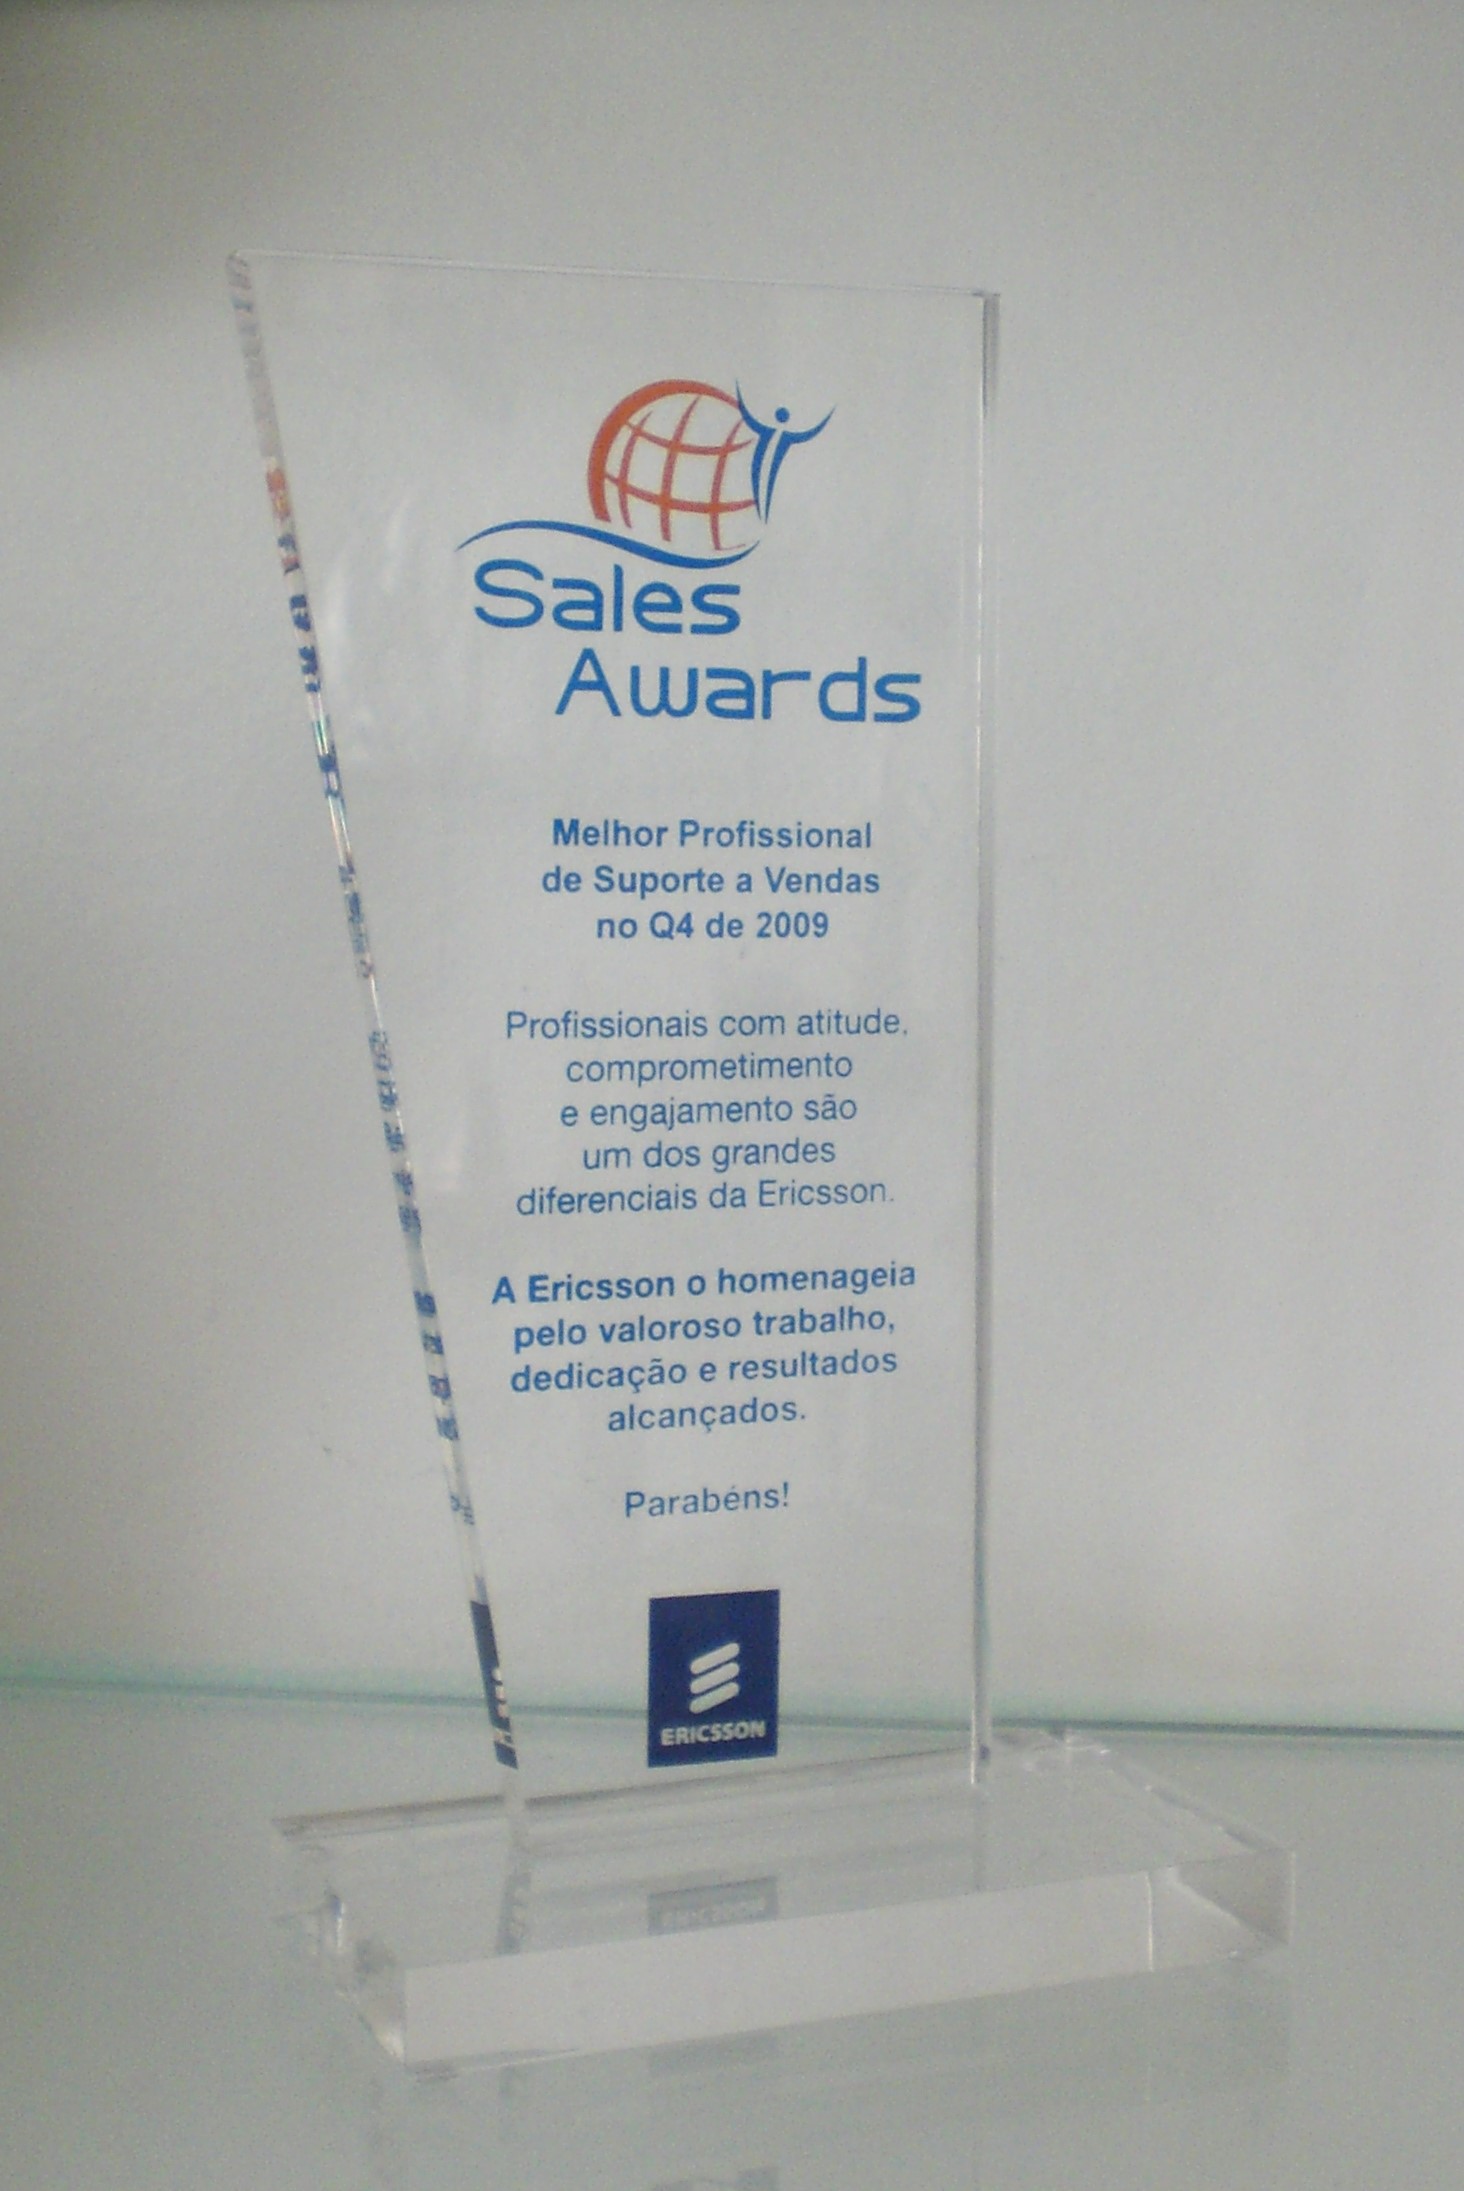 Sales
Awards
Melhor Profissional
de Suporte a Vendas
no Q4 de 2009
Profissionais com atitude,
comprometimento
e engajamento são
um dos grandes
diferenciais da Ericsson.
A Ericsson o homenageia
pelo valoroso trabalho,
dedicação e resultados
alcançados.
Parabéns!
ERICSSON